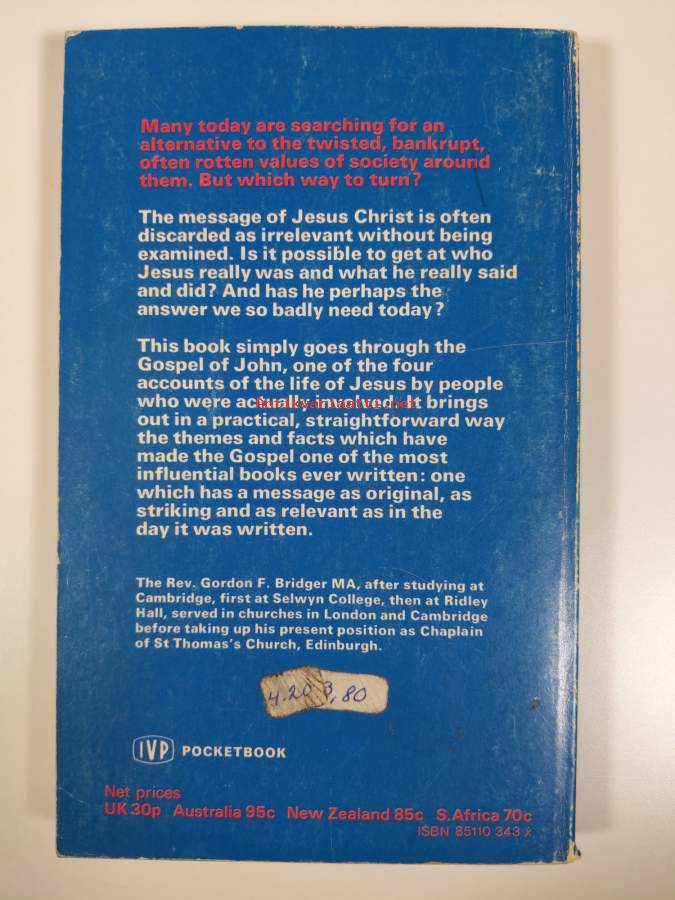 Many today are searching for an
alternative to the twisted, bankrupt,
often rotten values of society around
them. But which way to turn?
The message of Jesus Christ is often
discarded as irrelevant without being
examined. Is it possible to get at who
Jesus really was and what he really said
and did? And has he perhaps the
answer we so badly need today?
This book simply goes through the
Gospel of John, one of the four
accounts of the life of Jesus by people
who were actually involved. It brings
out in a practical, straightforward way
the themes and facts which have
made the Gospel one of the most
influential books ever written: one
which has a message as original, as
striking and as relevant as in the
day it was written.
The Rev. Gordon F. Bridger MA, after studying at
Cambridge, first at Selwyn College, then at Ridley
Hall, served in churches in London and Cambridge
before taking up his present position as Chaplain
of St Thomas's Church, Edinburgh.
4.20 3,80
IVP POCKETBOOK
Net prices
UK 30p Australia 95c New Zealand 85c S. Africa 70c
ISBN 85110 343